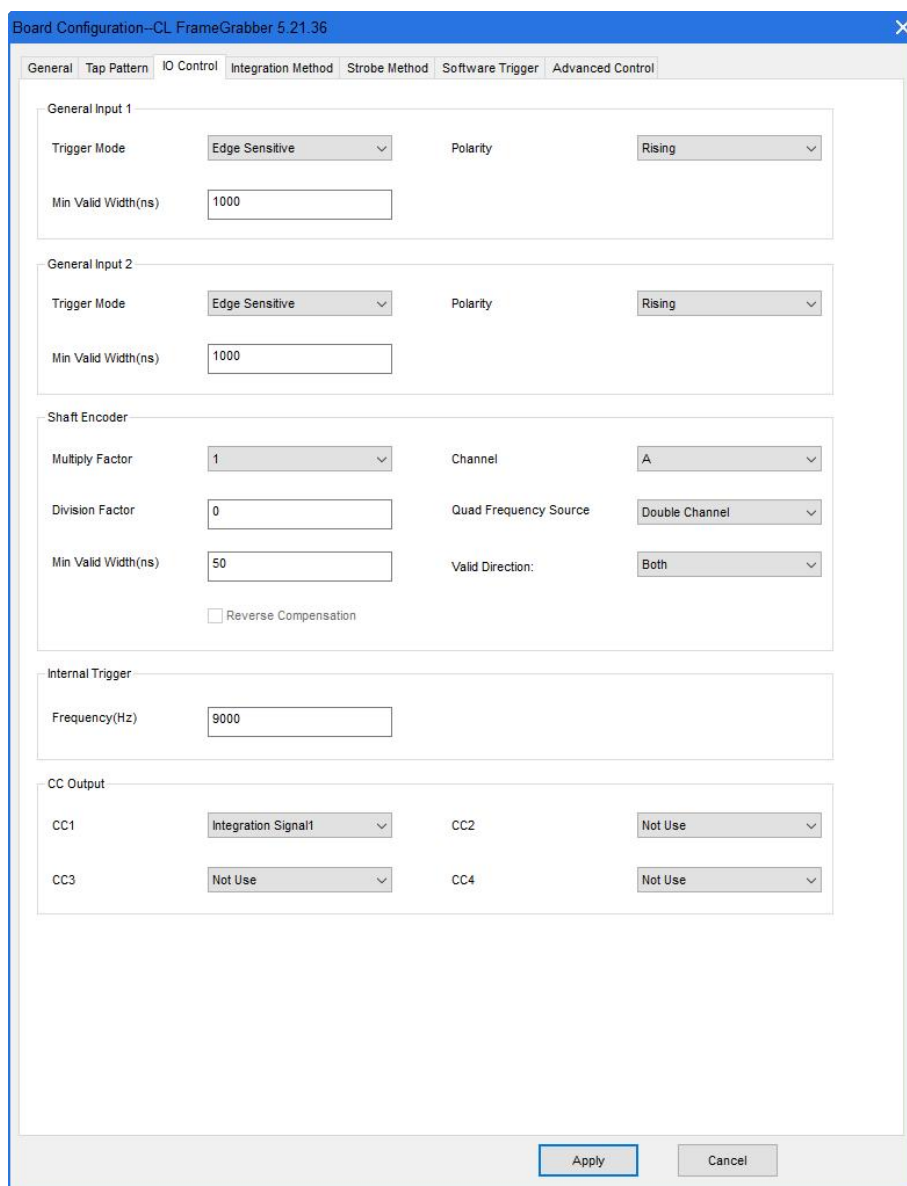 Board Configuration--CL FrameGrabber 5.21.36
General Tap Pattern IO Control Integration Method Strobe Method Software Trigger Advanced Control
General Input 1
Trigger Mode Edge Sensitive Polarity Rising
Min Valid Width(ns) 1000
General Input 2
Trigger Mode Edge Sensitive Polarity Rising
Min Valid Width(ns) 1000
Shaft Encoder
Multiply Factor 1 Channel A
Division Factor 0 Quad Frequency Source Double Channel
Min Valid Width(ns) 50 Valid Direction: Both
Reverse Compensation
Internal Trigger
Frequency(Hz) 9000
CC Output
CC1 Integration Signal1 CC2 Not Use
CC3 Not Use CC4 Not Use
Apply Cancel